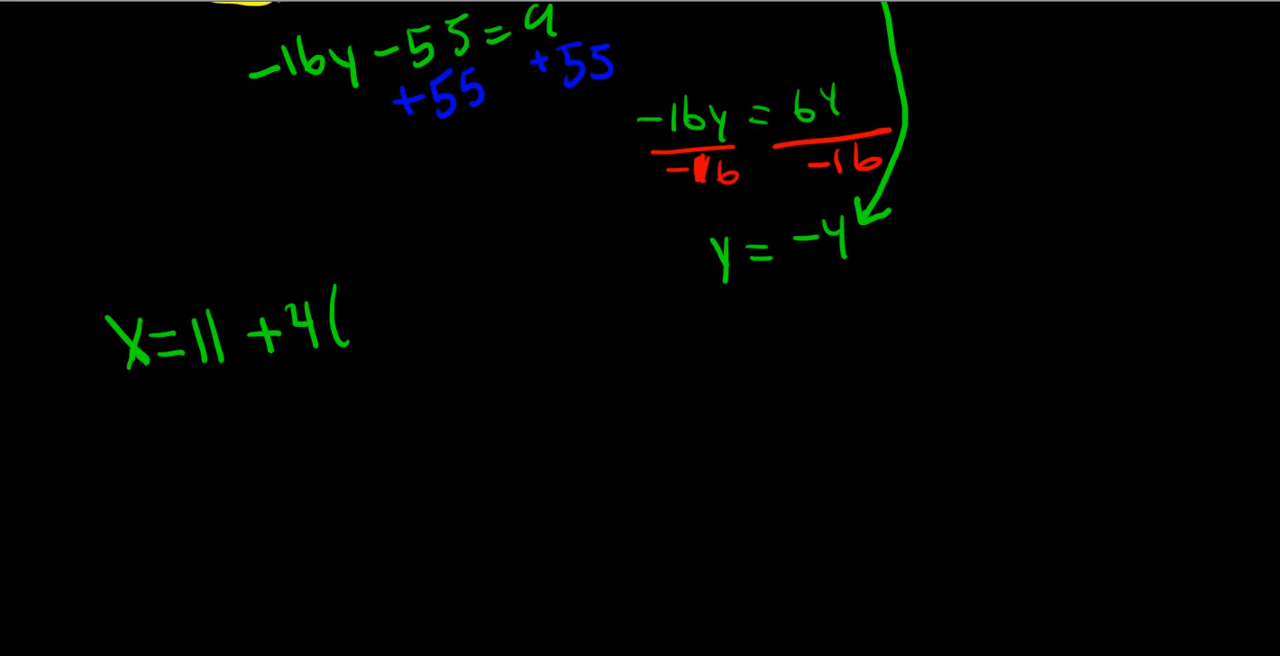 -16y - 55 = 9
+55 +55
-16y = 64
-16 -16
y = -4
x = 11 + 4(